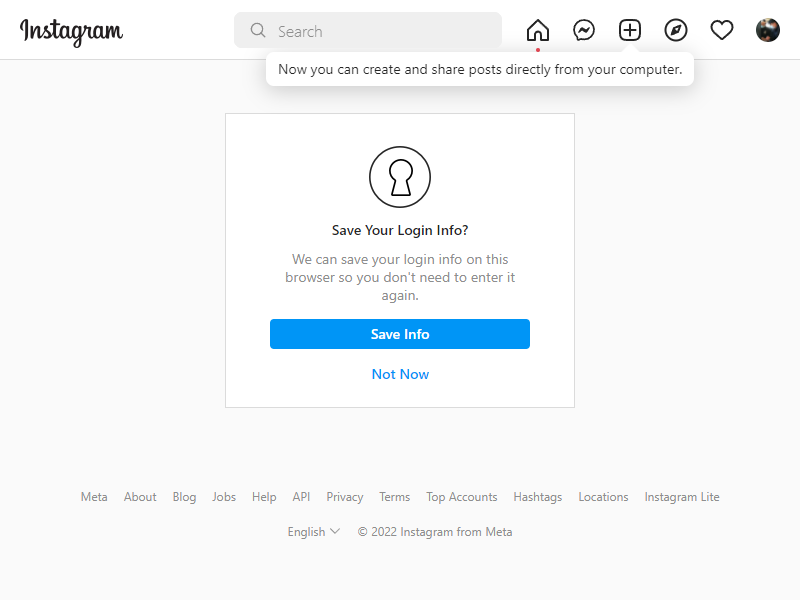 Instagram
Search
Now you can create and share posts directly from your computer.
Save Your Login Info?
We can save your login info on this
browser so you don't need to enter it
again.
Save Info
Not Now
Meta About Blog Jobs Help API Privacy Terms Top Accounts Hashtags Locations Instagram Lite
English © 2022 Instagram from Meta